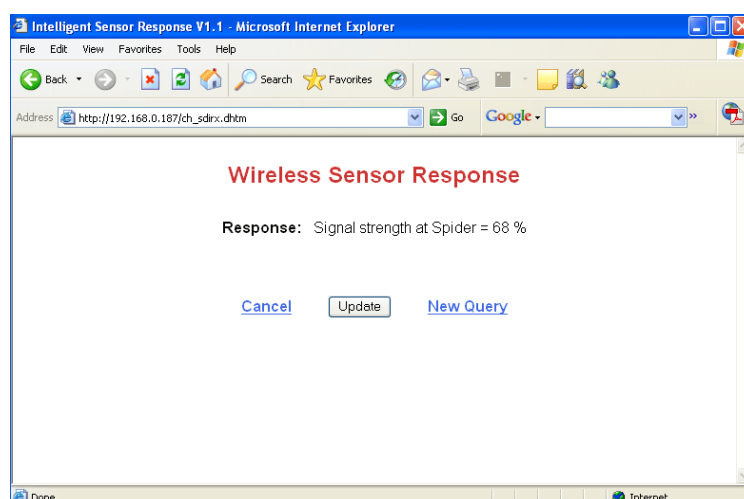 Intelligent Sensor Response V1.1 - Microsoft Internet Explorer
File Edit View Favorites Tools Help
Back Search Favorites
Address http://192.168.0.187/ch_sdirx.dhtm Go Google »
Wireless Sensor Response
Response: Signal strength at Spider = 68 %
Cancel Update New Query
Done Internet